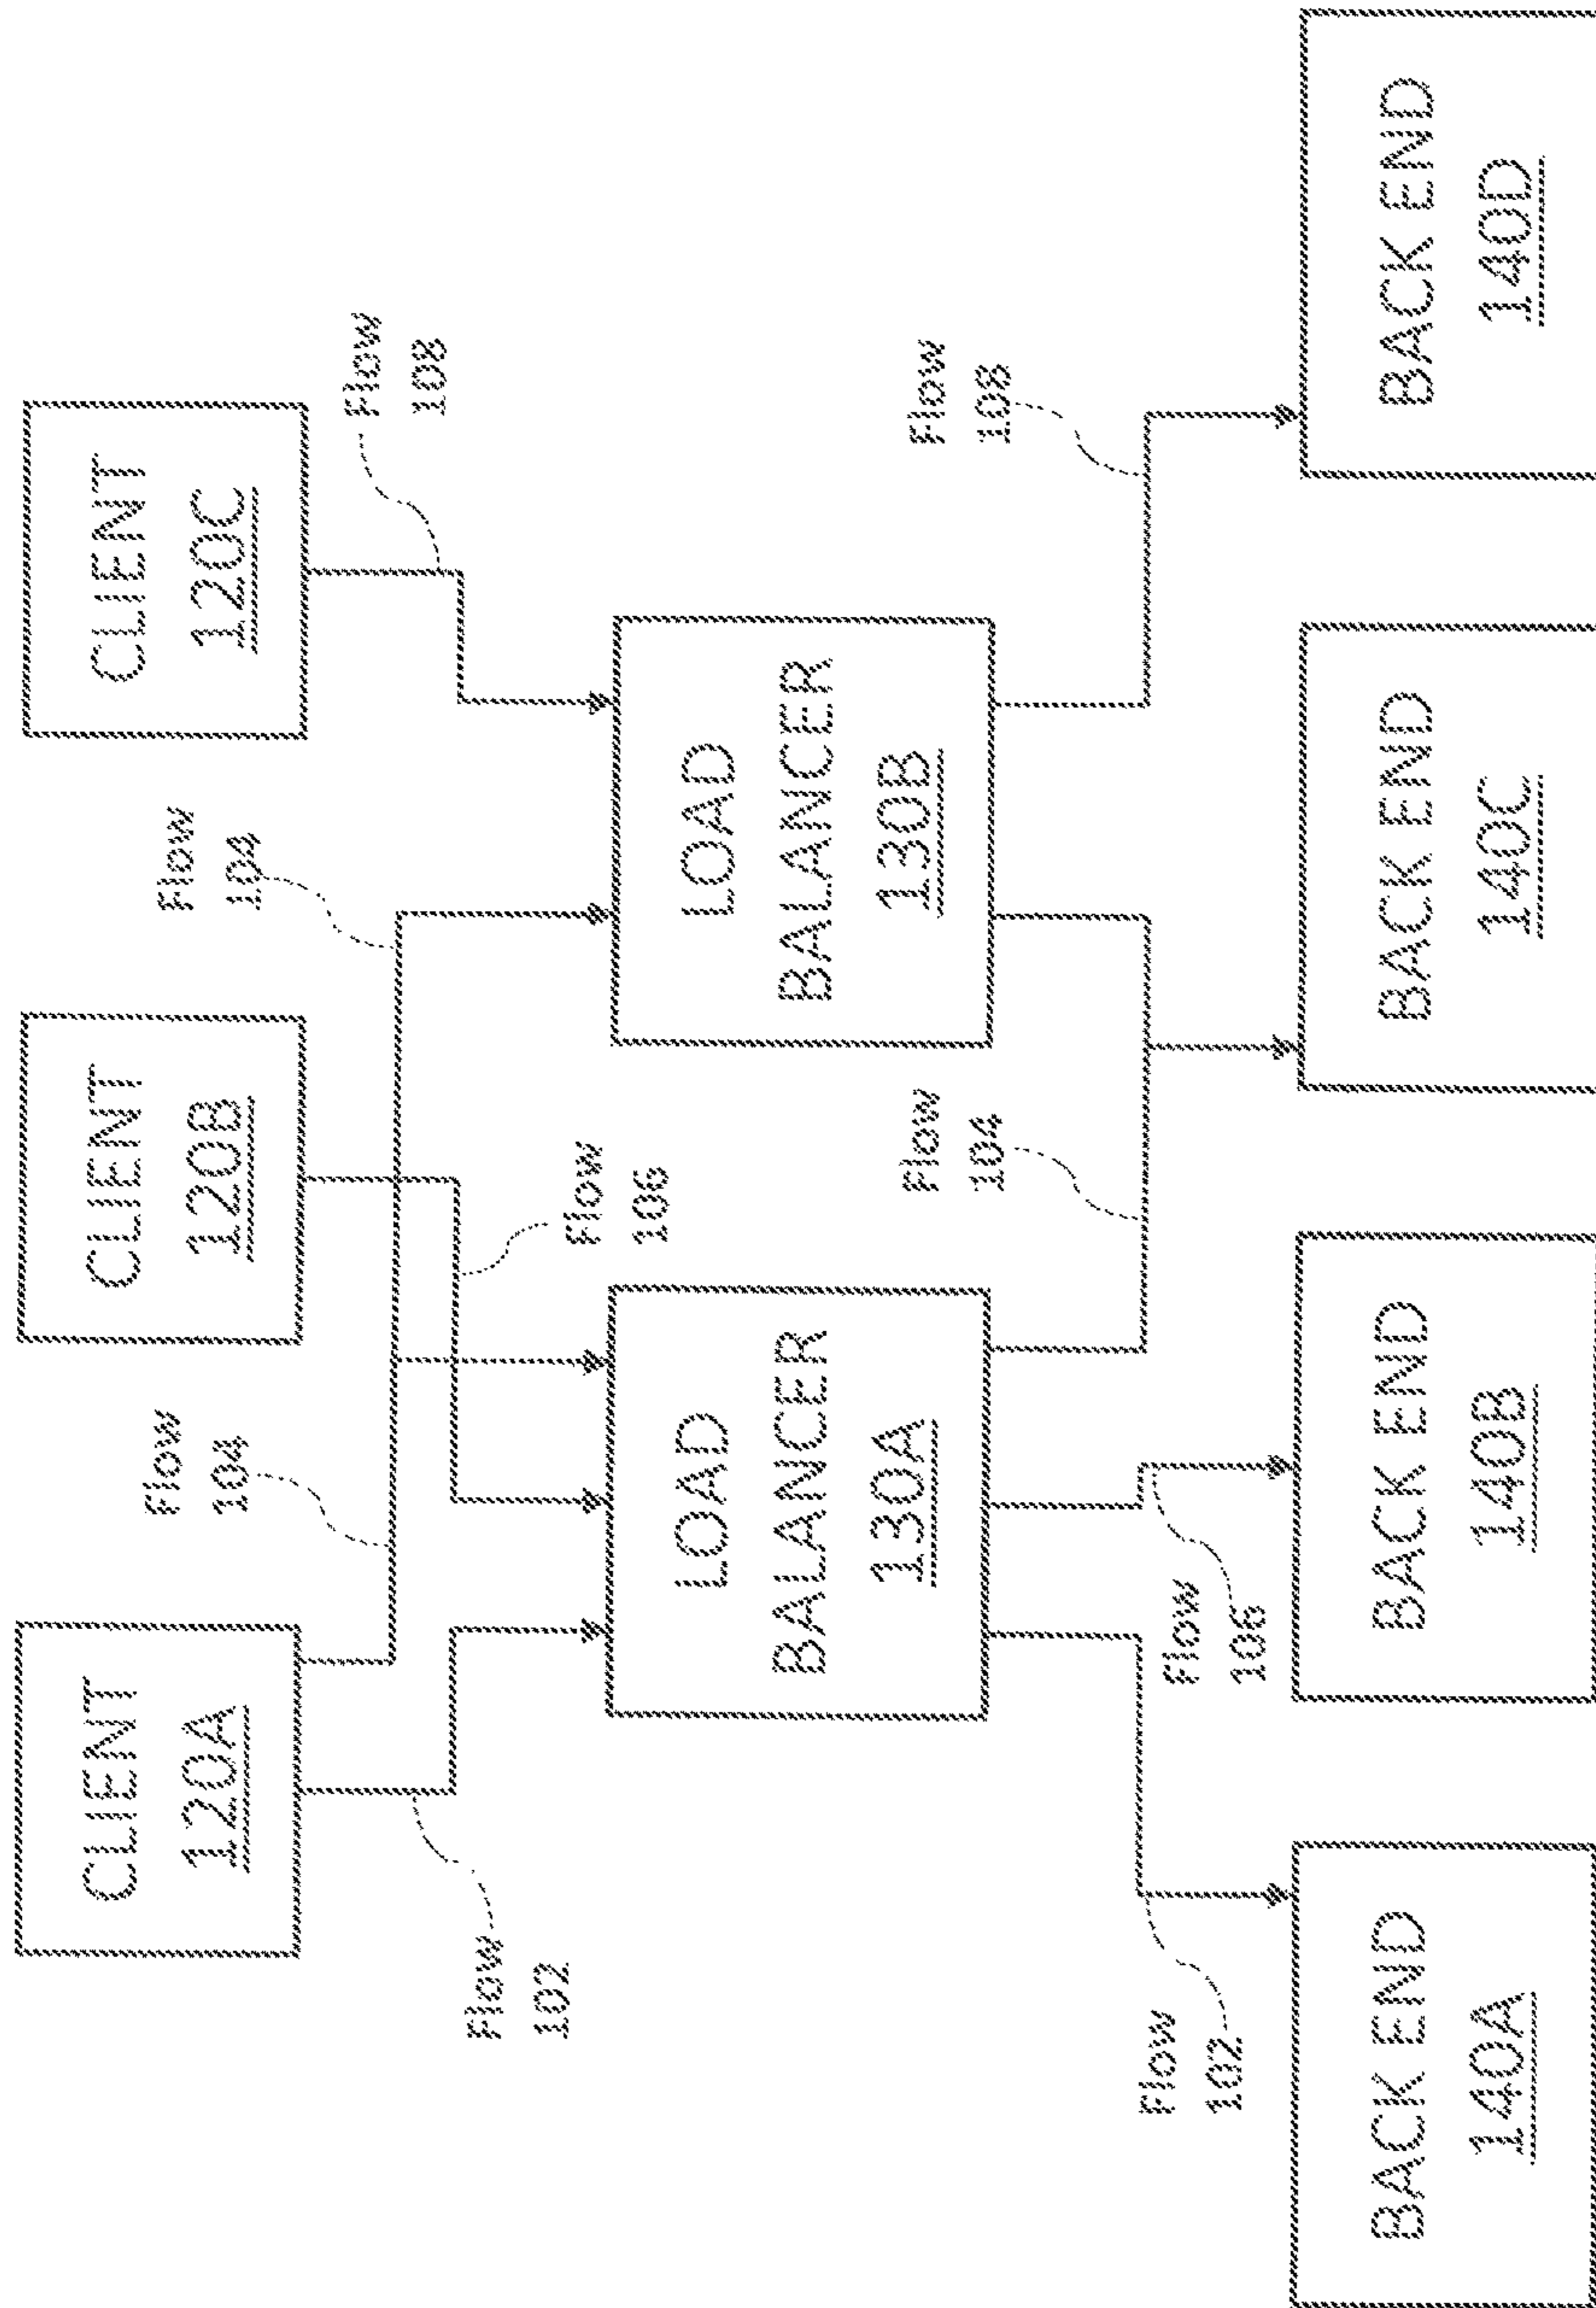 CLIENT
120A
CLIENT
120B
CLIENT
120C
Flow
104
Flow
104
Flow
108
Flow
102
Flow
106
LOAD
BALANCER
130A
LOAD
BALANCER
130B
Flow
104
Flow
108
Flow
102
Flow
106
BACK END
140A
BACK END
140B
BACK END
140C
BACK END
140D